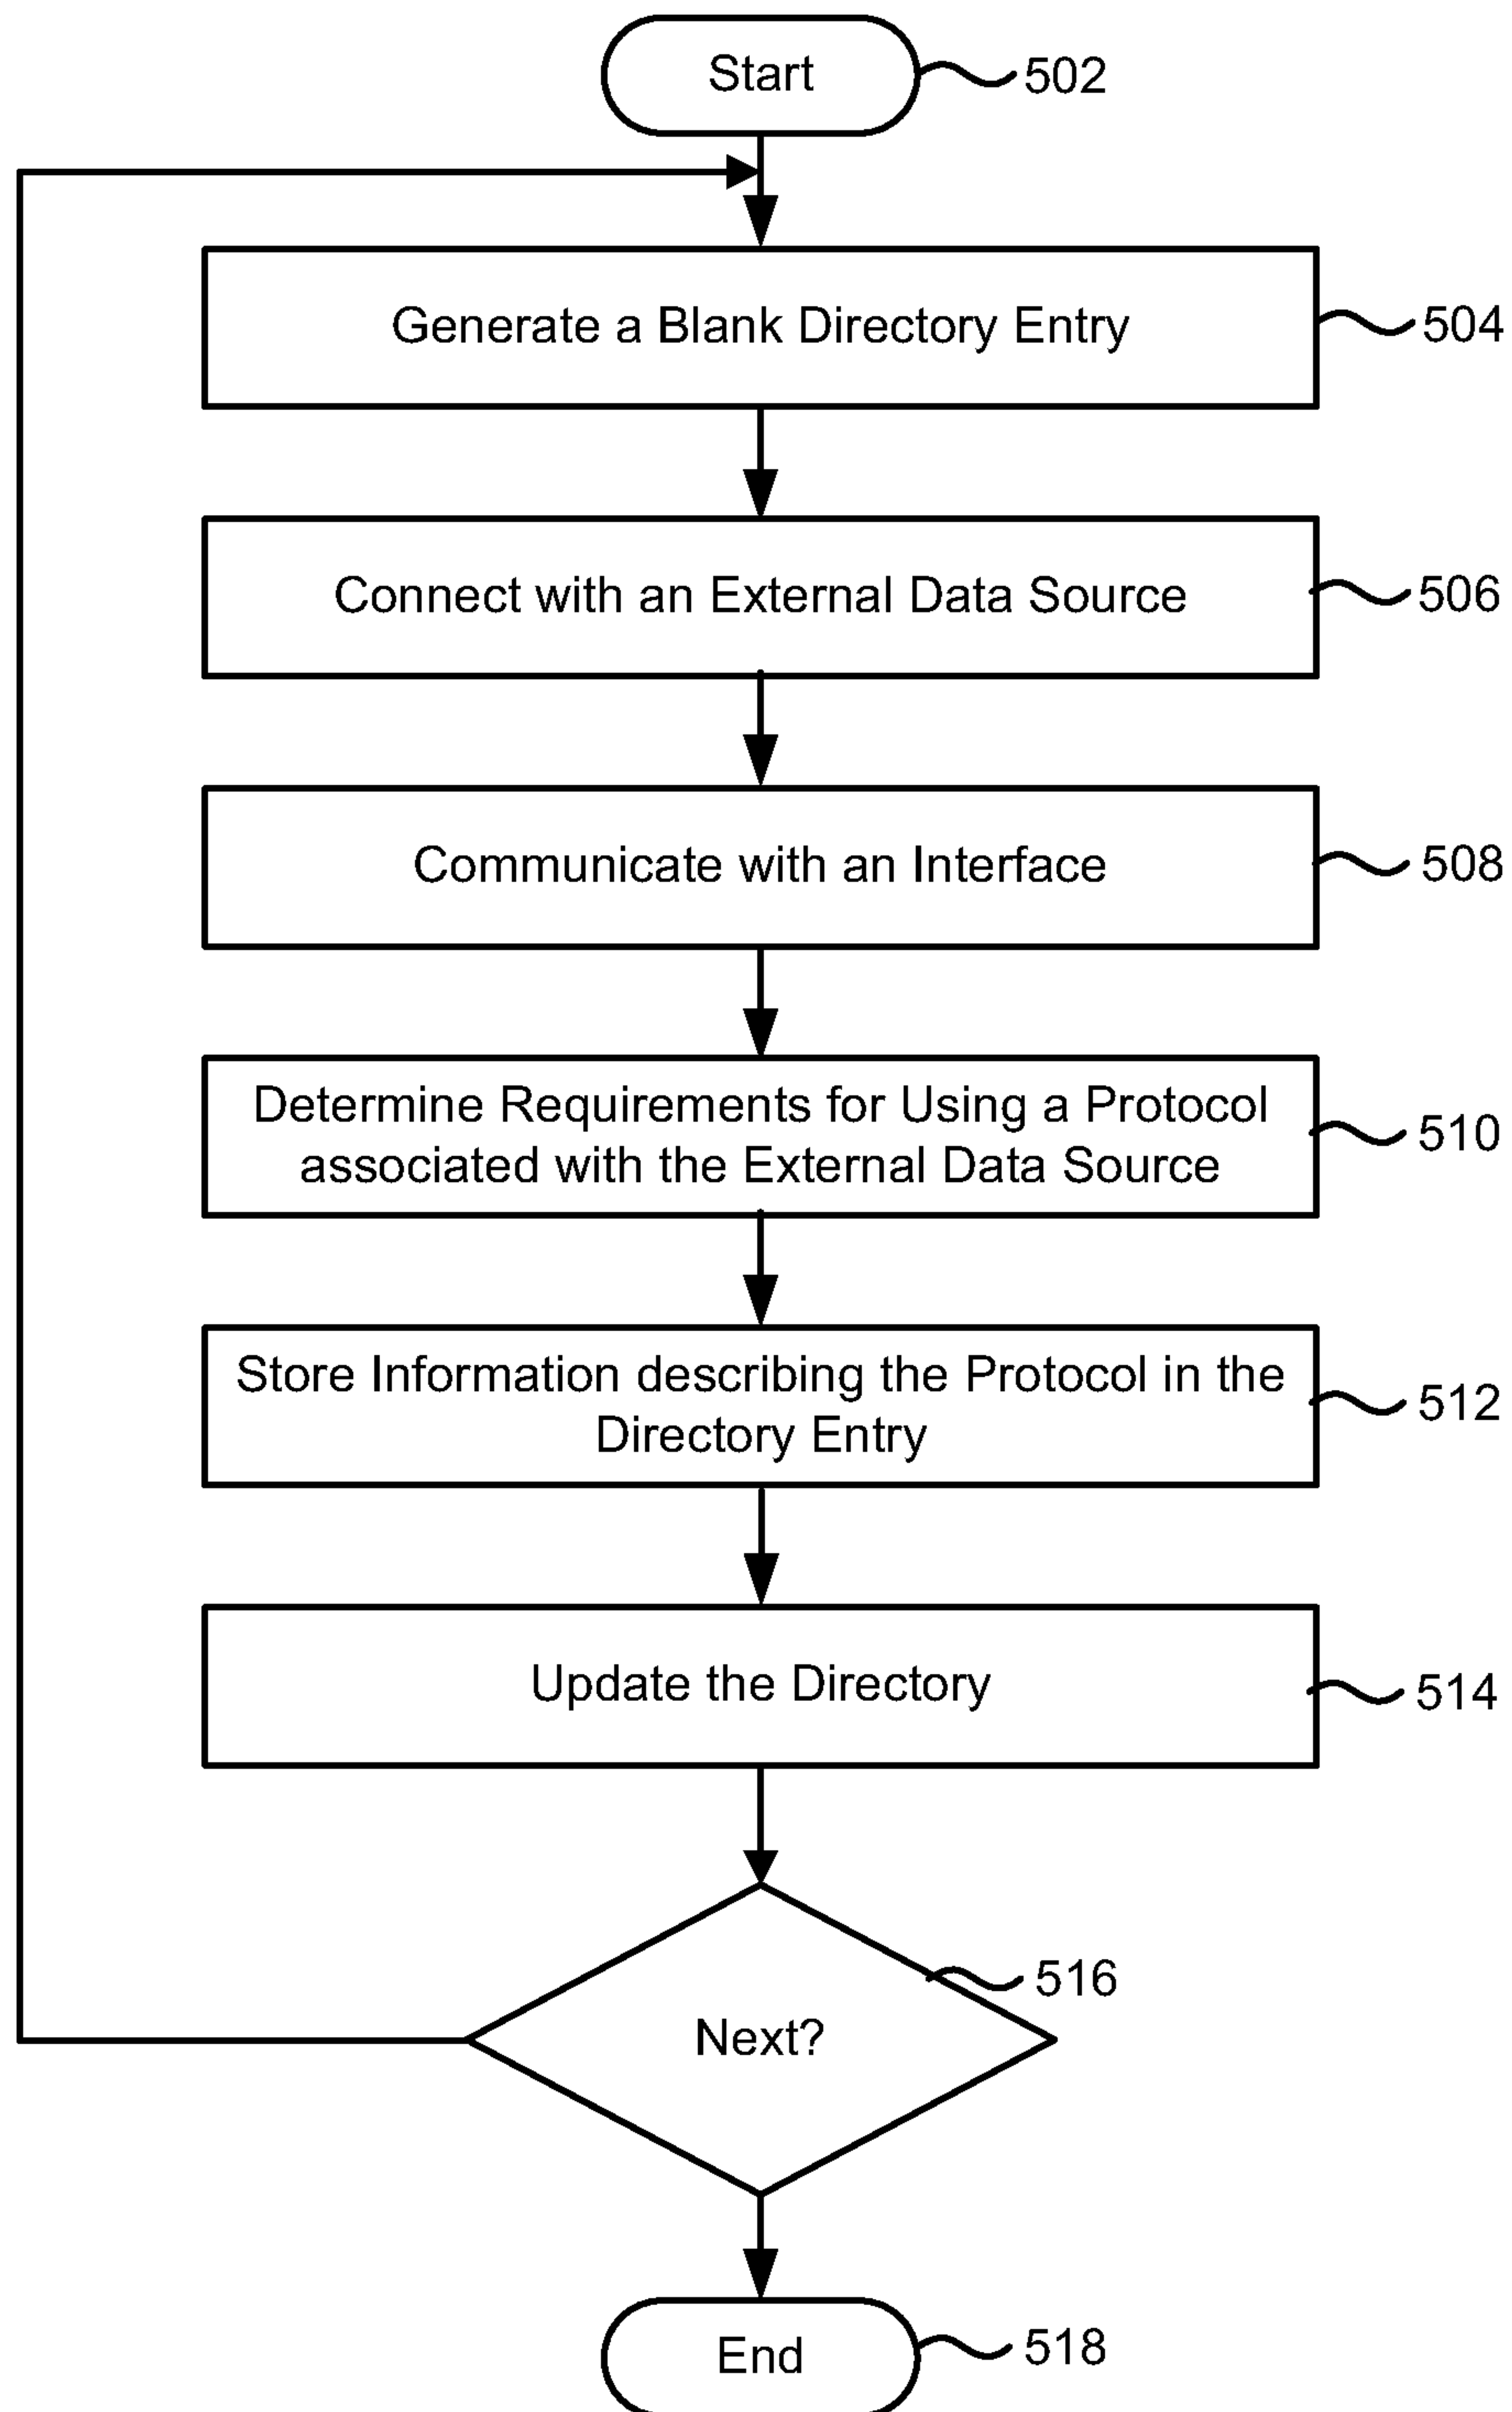 Start
502
Generate a Blank Directory Entry
504
Connect with an External Data Source
506
Communicate with an Interface
508
Determine Requirements for Using a Protocol
associated with the External Data Source
510
Store Information describing the Protocol in the
Directory Entry
512
Update the Directory
514
516
Next?
End
518